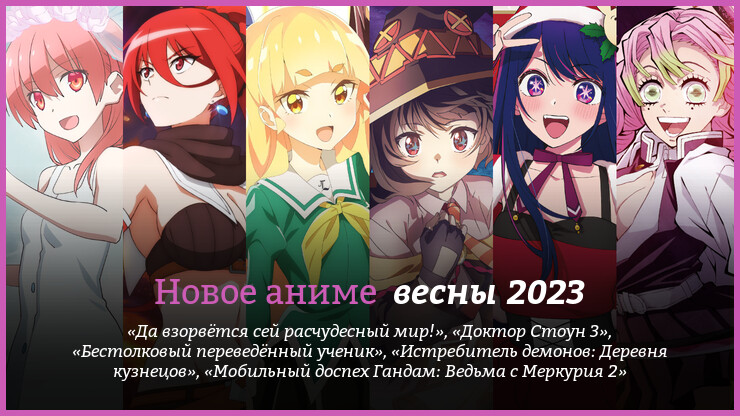 Новое аниме весны 2023
«Да взорвётся сей расчудесный мир!», «Доктор Стоун 3»,
«Бестолковый переведённый ученик», «Истребитель демонов: Деревня
кузнецов», «Мобильный доспех Гандам: Ведьма с Меркурия 2»